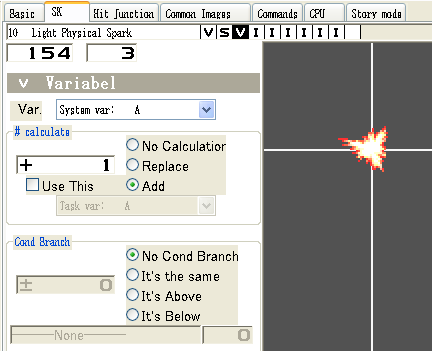 Basic SK Hit Junction Common Images Commands CPU Story mode
10 Light Physical Spark V S V I I I I I I
154 3
V Variabel
Var. System var: A
# calculate
No Calculation
+ 1 Replace
Use This Add
Task var: A
Cond Branch
No Cond Branch
± 0 It's the same
It's Above
It's Below
None 0